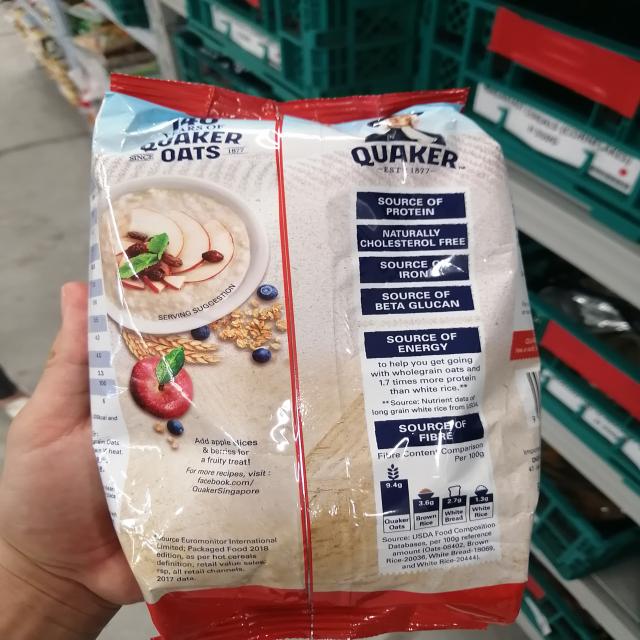 140
YEARS OF
QUAKER
SINCE OATS 1877
SERVING SUGGESTION
Add apple slices
& berries for
a fruity treat!
For more recipes, visit :
facebook.com/
QuakerSingapore
Source Euromonitor International
Limited; Packaged Food 2018
edition, as per hot cereals
definition, retail value sales
rsp, all retail channels,
2017 data.
QUAKER
EST 1877
SOURCE OF
PROTEIN
NATURALLY
CHOLESTEROL FREE
SOURCE OF
IRON
SOURCE OF
BETA GLUCAN
SOURCE OF
ENERGY
to help you get going
with wholegrain oats and
1.7 times more protein
than white rice.**
** Source: Nutrient data of
long grain white rice from USDA
SOURCE OF
FIBRE
Fibre Content Comparison
Per 100g
9.4g
3.6g
2.7g
1.3g
Quaker
Oats
Brown
Rice
White
Bread
White
Rice
Source: USDA Food Composition
Databases, per 100g reference
amount (Oats-08402, Brown
Rice-20036, White Bread-18069,
and White Rice-20444).